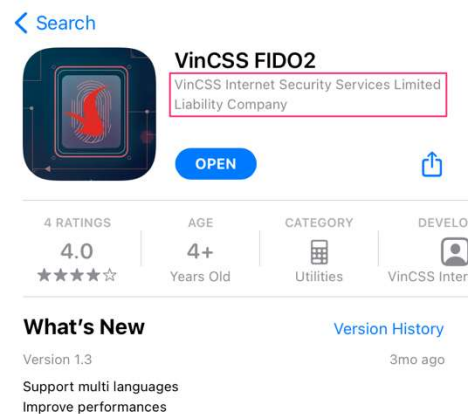 Search
VinCSS FIDO2
VinCSS Internet Security Services Limited
Liability Company
OPEN
4 RATINGS
AGE
CATEGORY
DEVELO
4.0
4+
★★★★☆
Years Old
Utilities
VinCSS Inter
What's New
Version History
Version 1.3
3mo ago
Support multi languages
Improve performances